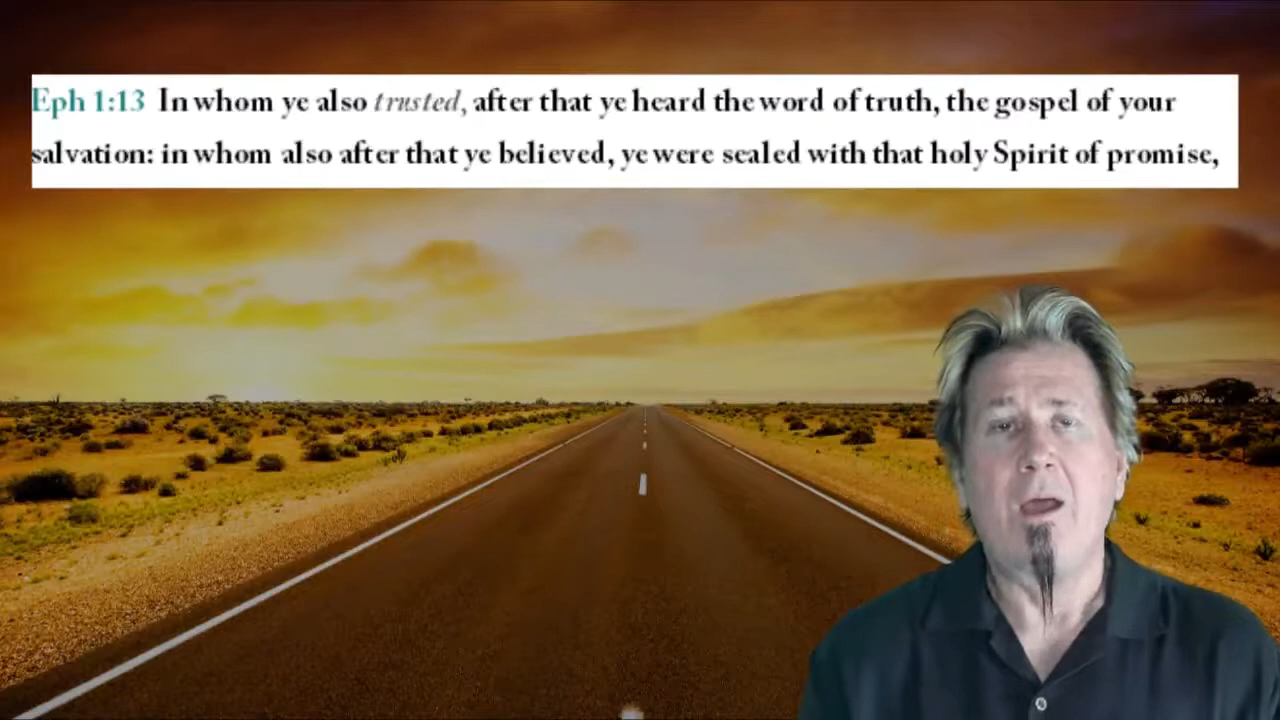 Eph 1:13 In whom ye also trusted, after that ye heard the word of truth, the gospel of your
salvation: in whom also after that ye believed, ye were sealed with that holy Spirit of promise,